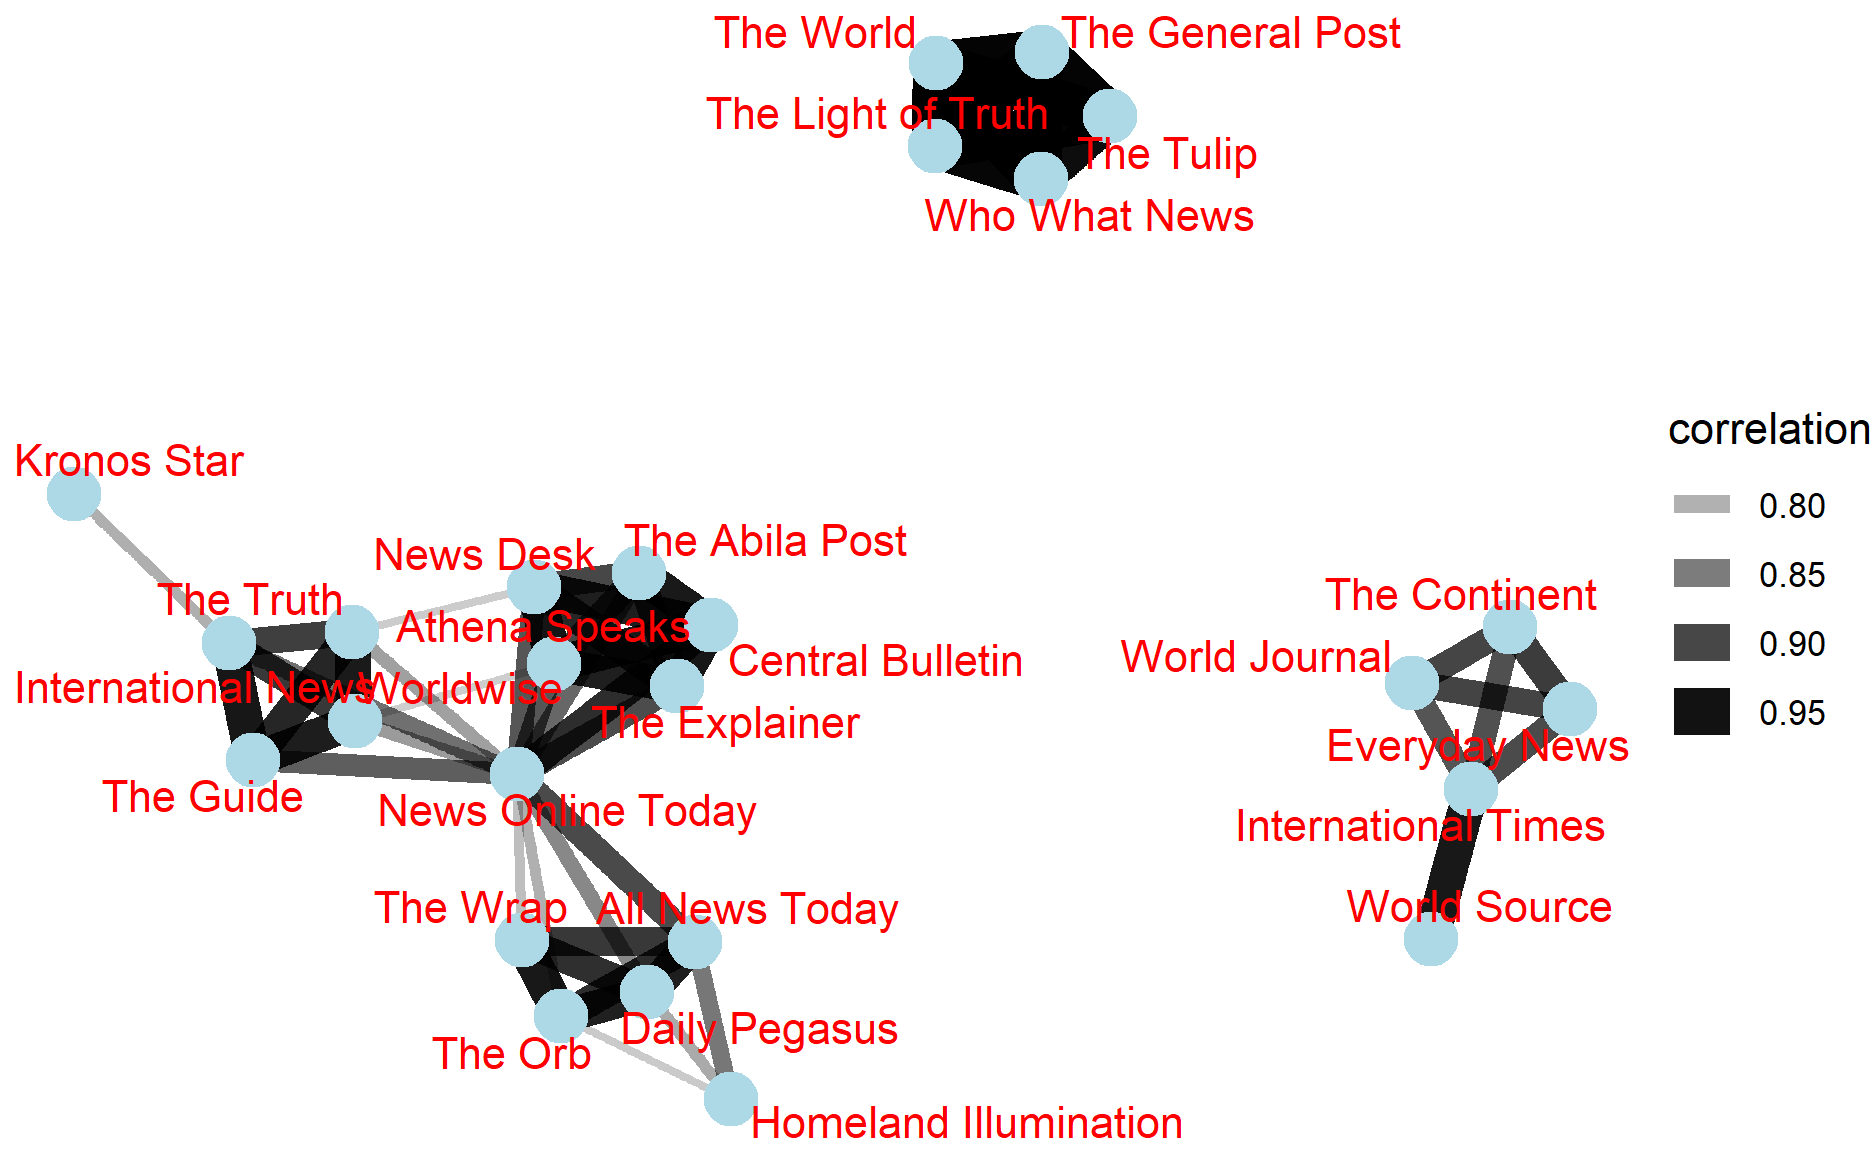 The World
The General Post
The Light of Truth
The Tulip
Who What News
correlation
Kronos Star
0.80
News Desk
The Abila Post
0.85
The Truth
The Continent
Athena Speaks
0.90
World Journal
Central Bulletin
International News
Worldwise
0.95
The Explainer
Everyday News
The Guide
News Online Today
International Times
The Wrap
All News Today
World Source
Daily Pegasus
The Orb
Homeland Illumination